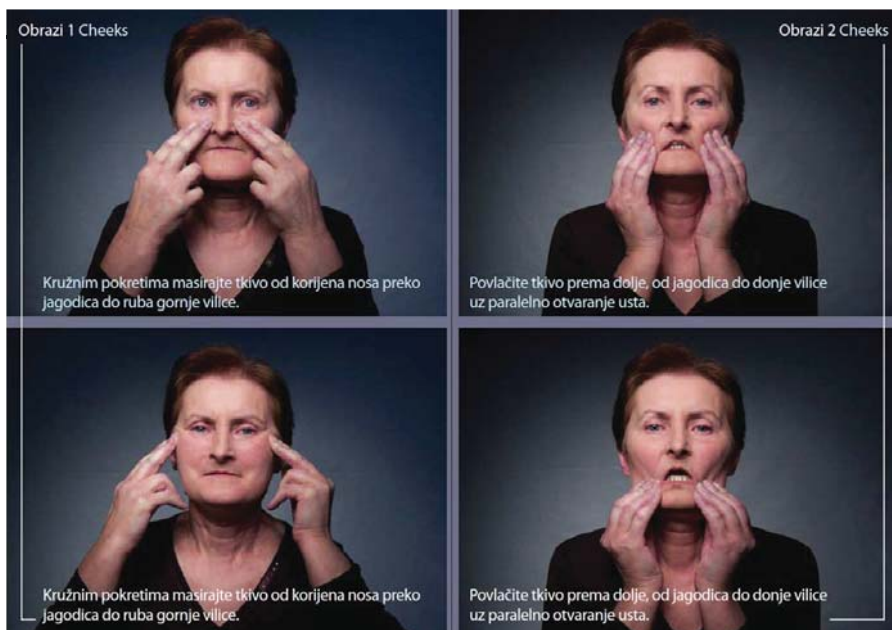 Obrazi 1 Cheeks
Obrazi 2 Cheeks
Kružnim pokretima masirajte tkivo od korijena nosa preko
jagodica do ruba gornje vilice.
Povlačite tkivo prema dolje, od jagodica do donje vilice
uz paralelno otvaranje usta.
Kružnim pokretima masirajte tkivo od korijena nosa preko
jagodica do ruba gornje vilice.
Povlačite tkivo prema dolje, od jagodica do donje vilice
uz paralelno otvaranje usta.